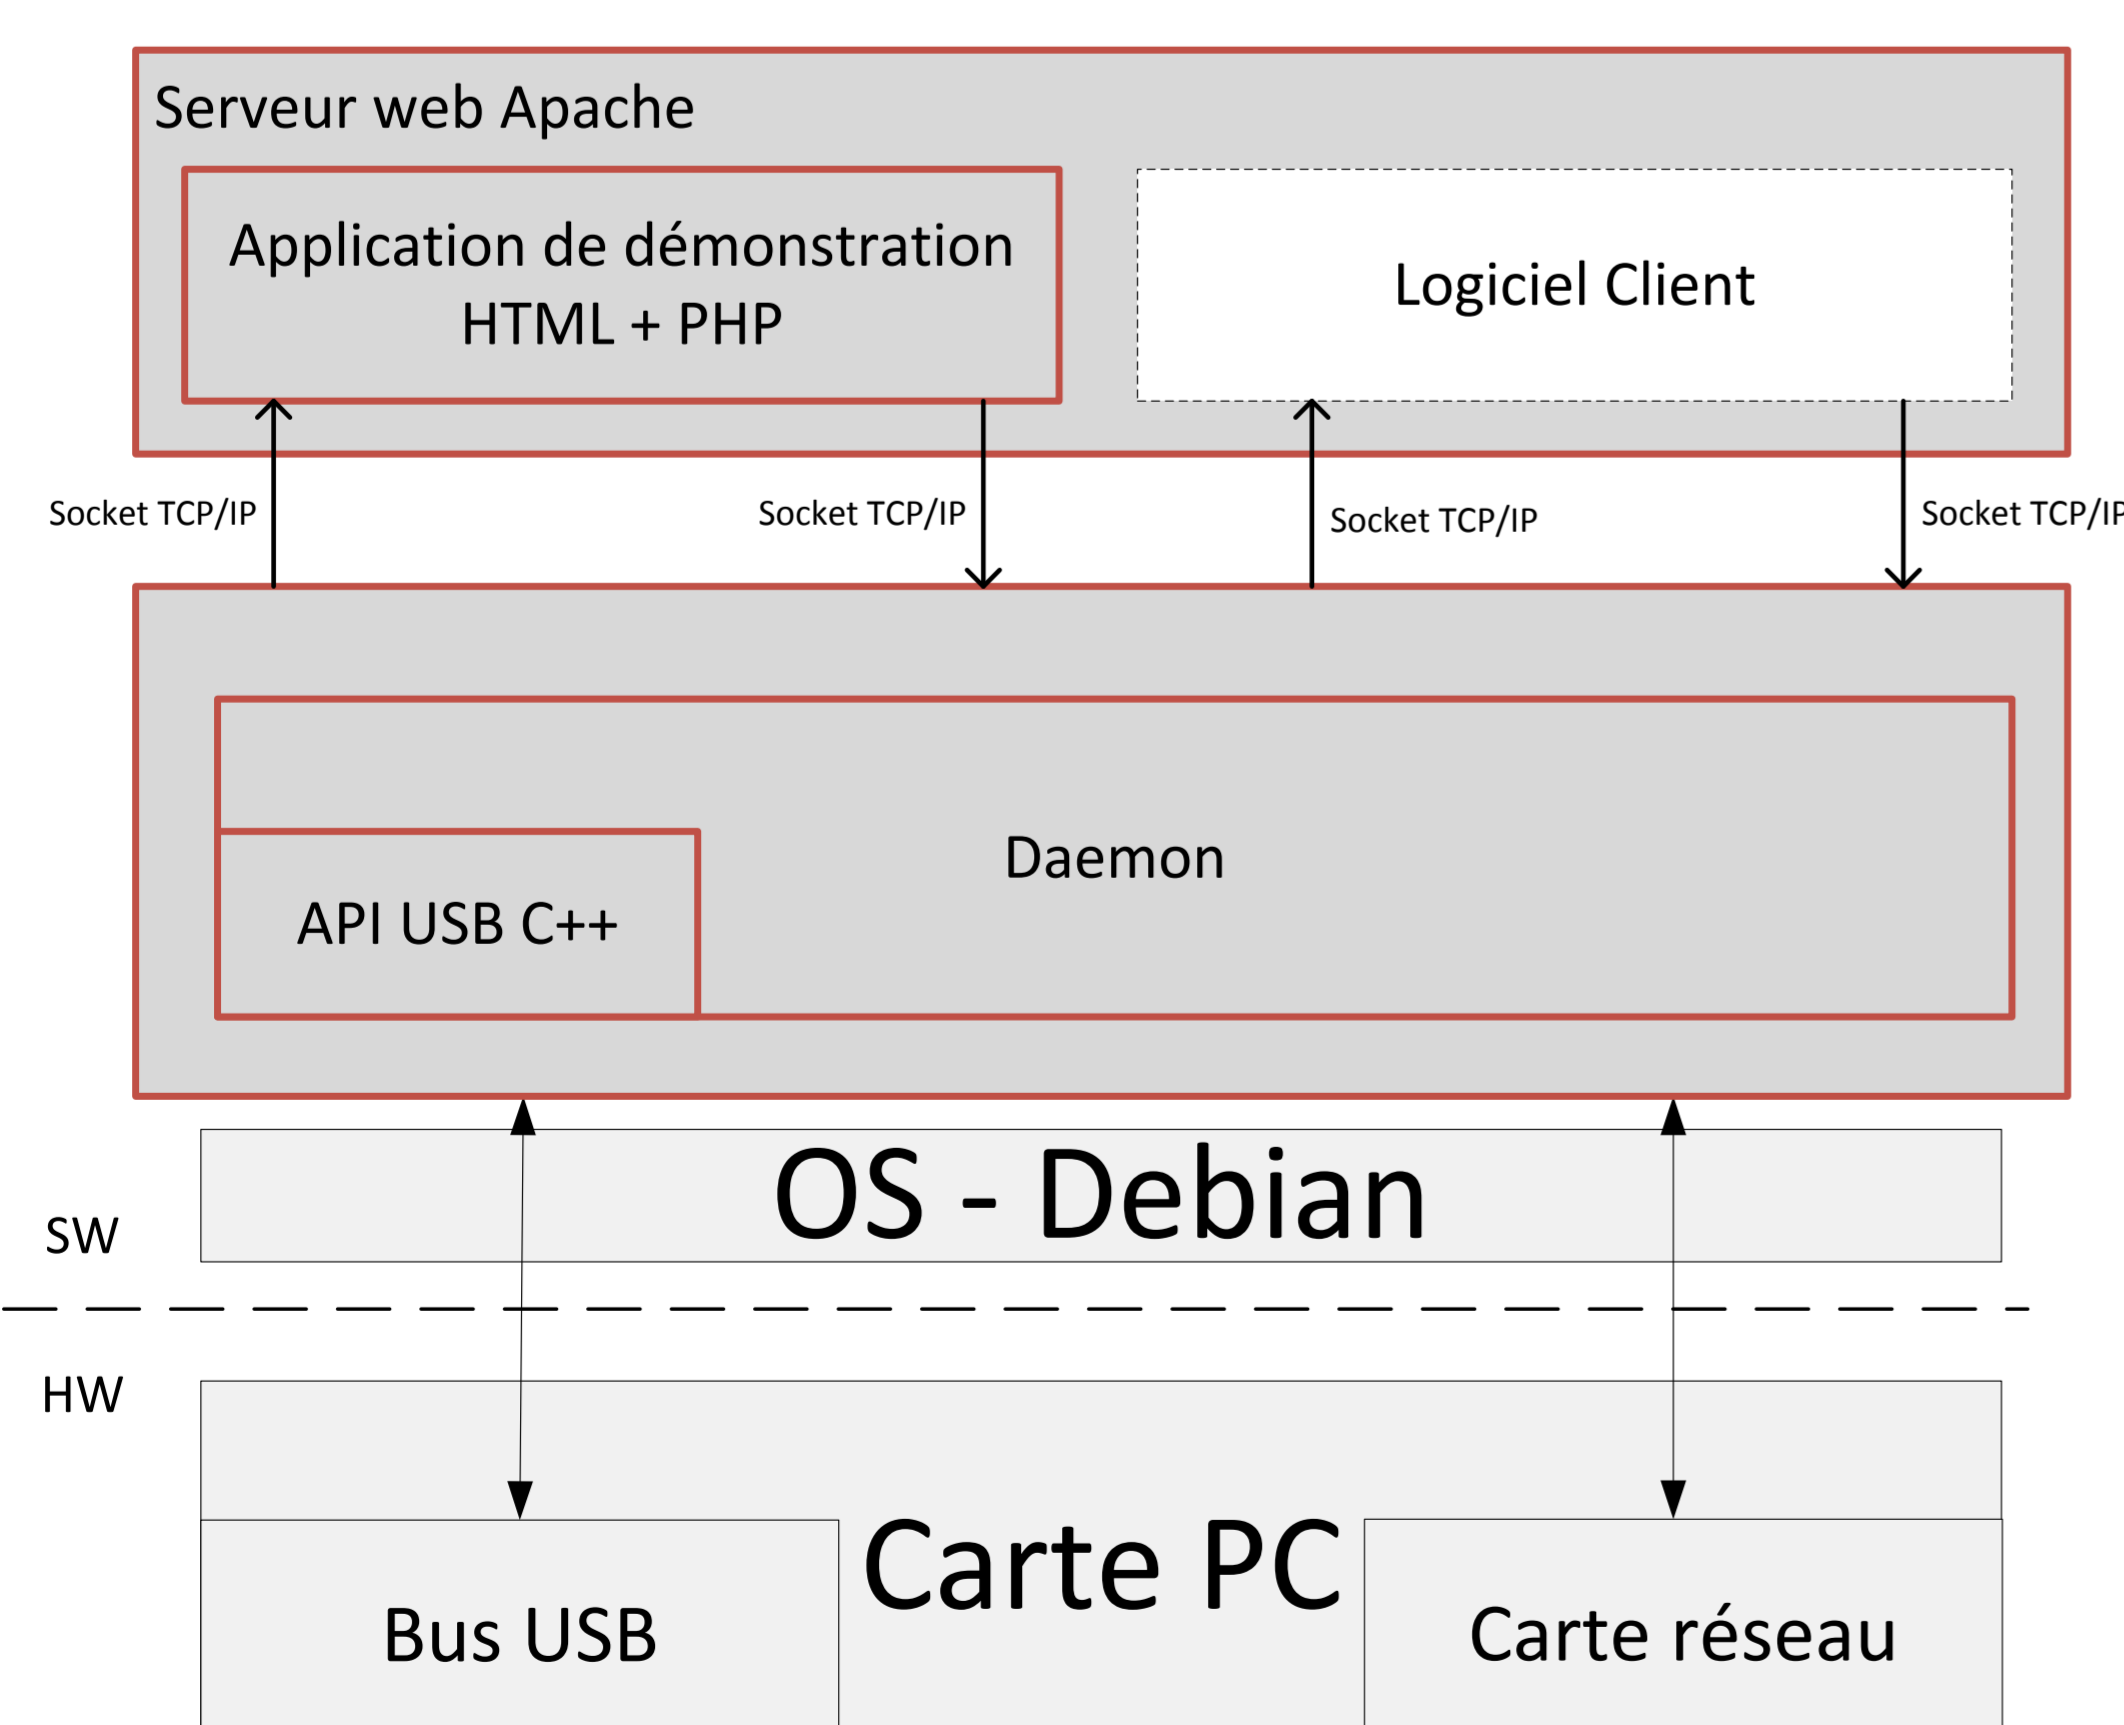 Serveur web Apache
Application de démonstration
HTML + PHP
Logiciel Client
Socket TCP/IP
Socket TCP/IP
Socket TCP/IP
Socket TCP/IP
Daemon
API USB C++
OS - Debian
SW
HW
Carte PC
Bus USB
Carte réseau